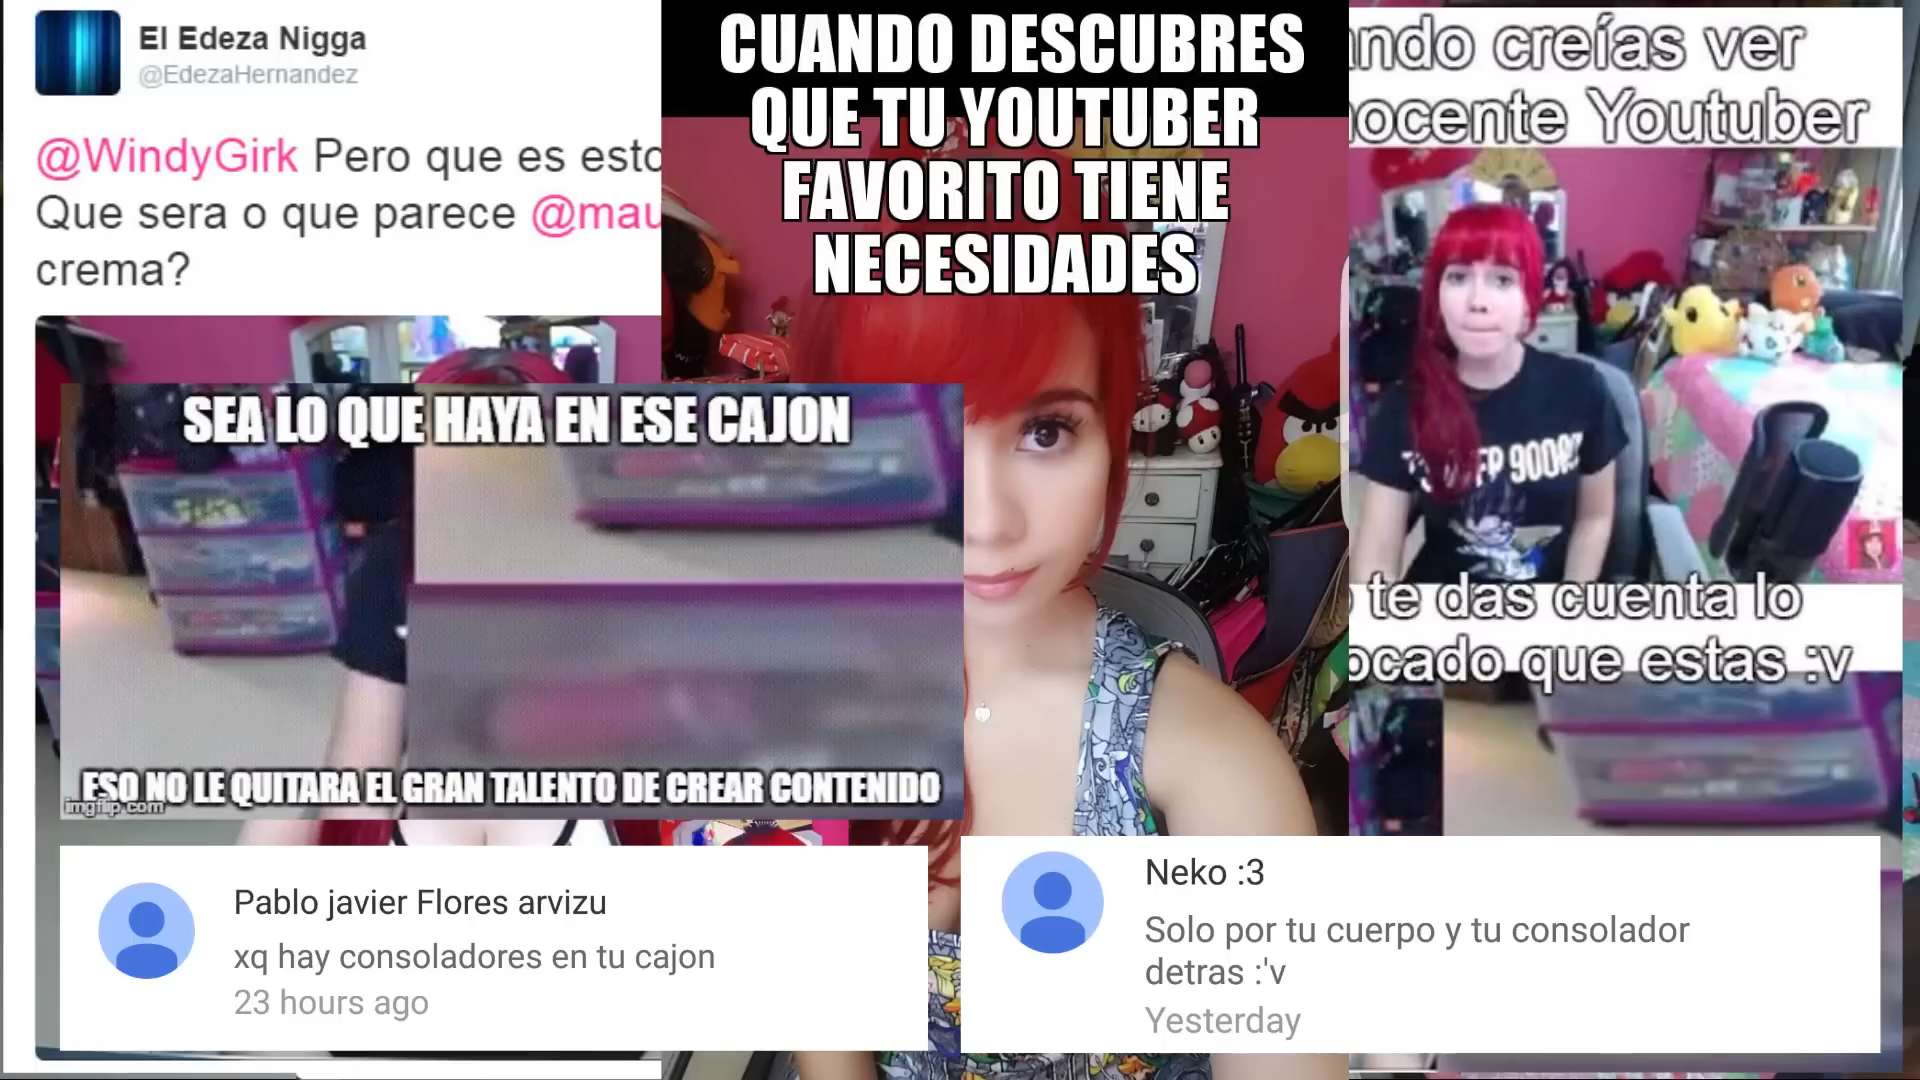 El Edeza Nigga
@EdezaHernandez
@WindyGirk Pero que es esto
Que sera o que parece @mau
crema?
CUANDO DESCUBRES
QUE TU YOUTUBER
FAVORITO TIENE
NECESIDADES
ndo creías ver
ocente Youtuber
te das cuenta lo
ocado que estas :v
SEA LO QUE HAYA EN ESE CAJON
ESO NO LE QUITARA EL GRAN TALENTO DE CREAR CONTENIDO
imgflip.com
Pablo javier Flores arvizu
xq hay consoladores en tu cajon
23 hours ago
Neko :3
Solo por tu cuerpo y tu consolador
detras :'v
Yesterday